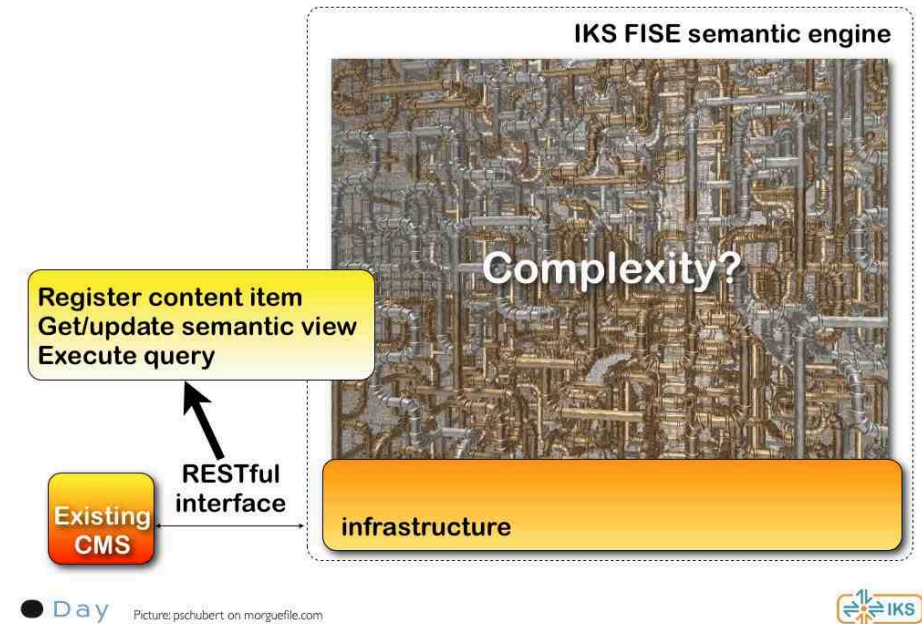 IKS FISE semantic engine
Complexity?
Register content item
Get/update semantic view
Execute query
RESTful
interface
Existing
CMS
infrastructure
Day
Picture: pschubert on morguefile.com
IKS